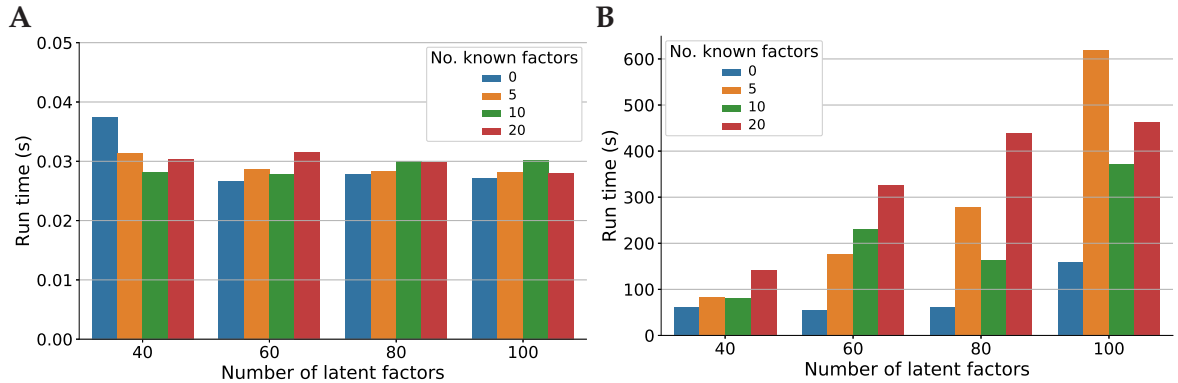 A
Run time (s)
0.05
0.04
0.03
0.02
0.01
0.00
No. known factors
0
5
10
20
40 60 80 100
Number of latent factors
B
Run time (s)
600
500
400
300
200
100
0
No. known factors
0
5
10
20
40 60 80 100
Number of latent factors